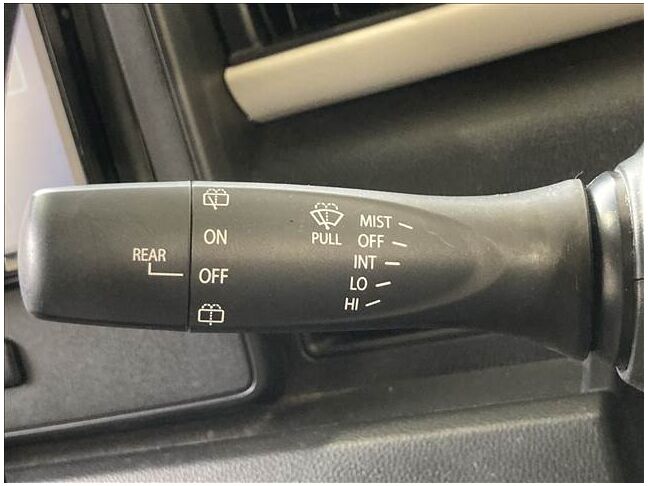 REAR
ON
OFF
PULL
MIST
OFF
INT
LO
HI